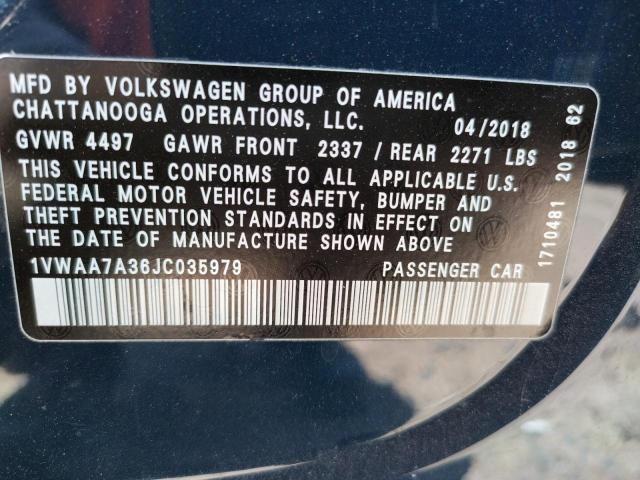 MFD BY VOLKSWAGEN GROUP OF AMERICA
CHATTANOOGA OPERATIONS, LLC. 04/2018
GVWR 4497 GAWR FRONT 2337 / REAR 2271 LBS
THIS VEHICLE CONFORMS TO ALL APPLICABLE U.S.
FEDERAL MOTOR VEHICLE SAFETY, BUMPER AND
THEFT PREVENTION STANDARDS IN EFFECT ON
THE DATE OF MANUFACTURE SHOWN ABOVE
1VWAA7A36JC035979 PASSENGER CAR
1710481 2018 62